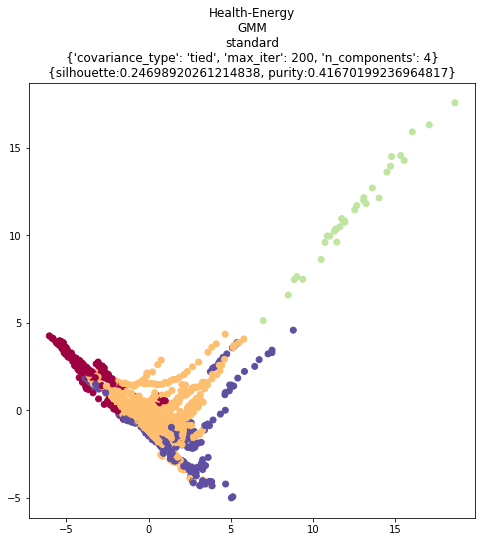 Health-Energy
GMM
standard
{'covariance_type': 'tied', 'max_iter': 200, 'n_components': 4}
{silhouette:0.24698920261214838, purity:0.41670199236964817}
15
10
5
0
−5
−5
0
5
10
15